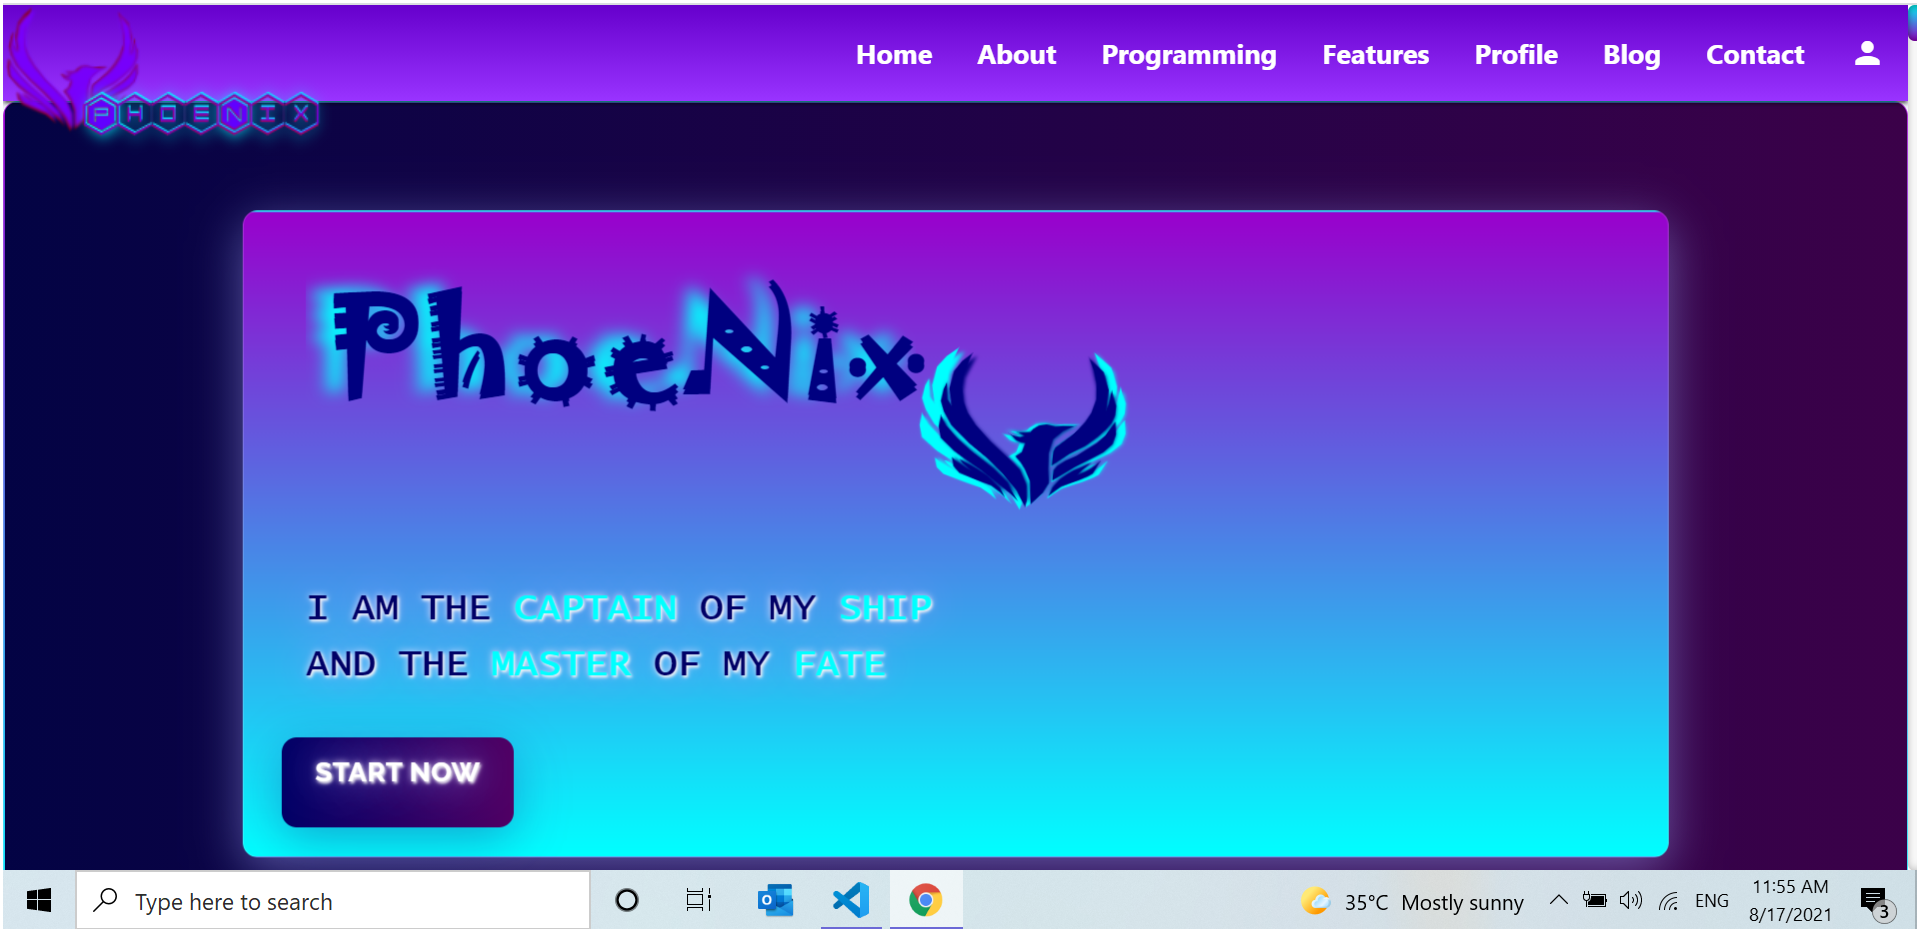 Home About Programming Features Profile Blog Contact
PHOENIX
PhoeNix
I AM THE CAPTAIN OF MY SHIP
AND THE MASTER OF MY FATE
START NOW
Type here to search
35°C Mostly sunny
ENG
11:55 AM
8/17/2021
3